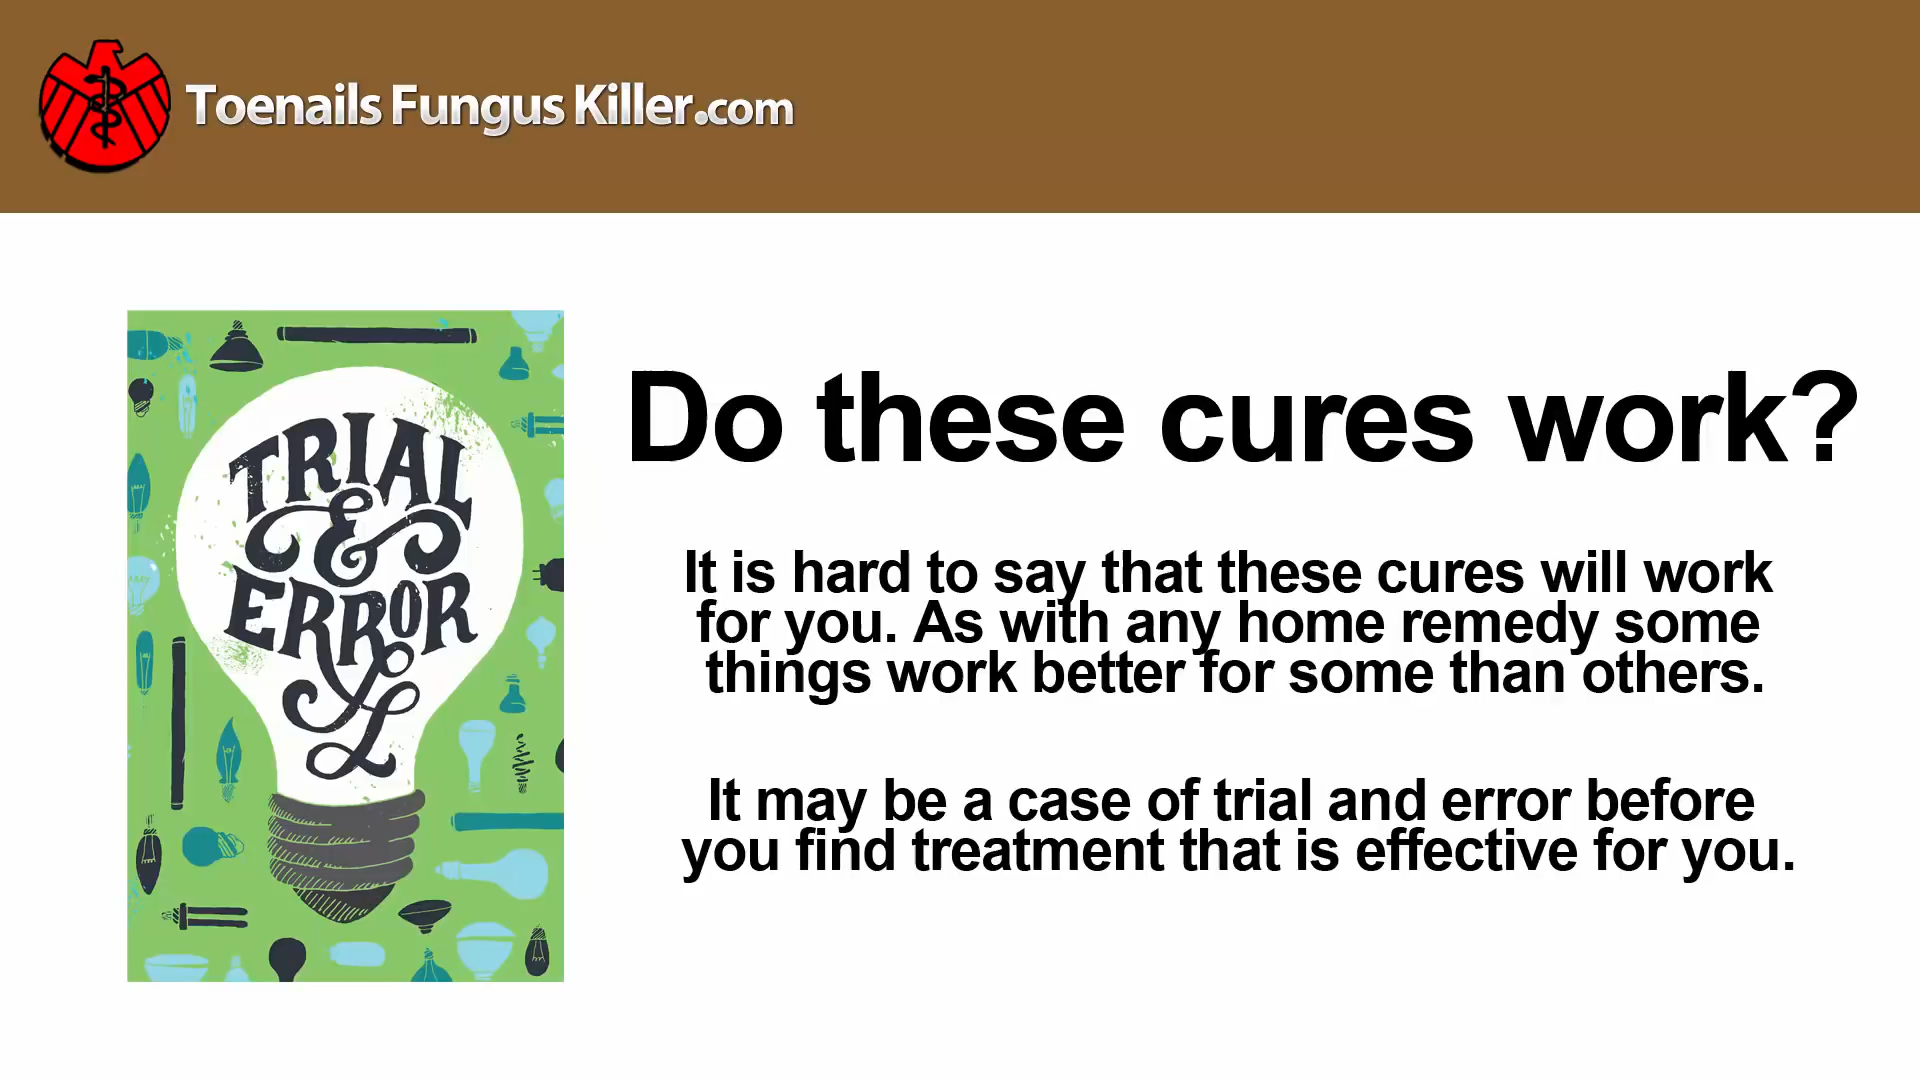 Toenails Fungus Killer.com
TRIAL
&
ERROR
Do these cures work?
It is hard to say that these cures will work
for you. As with any home remedy some
things work better for some than others.
It may be a case of trial and error before
you find treatment that is effective for you.